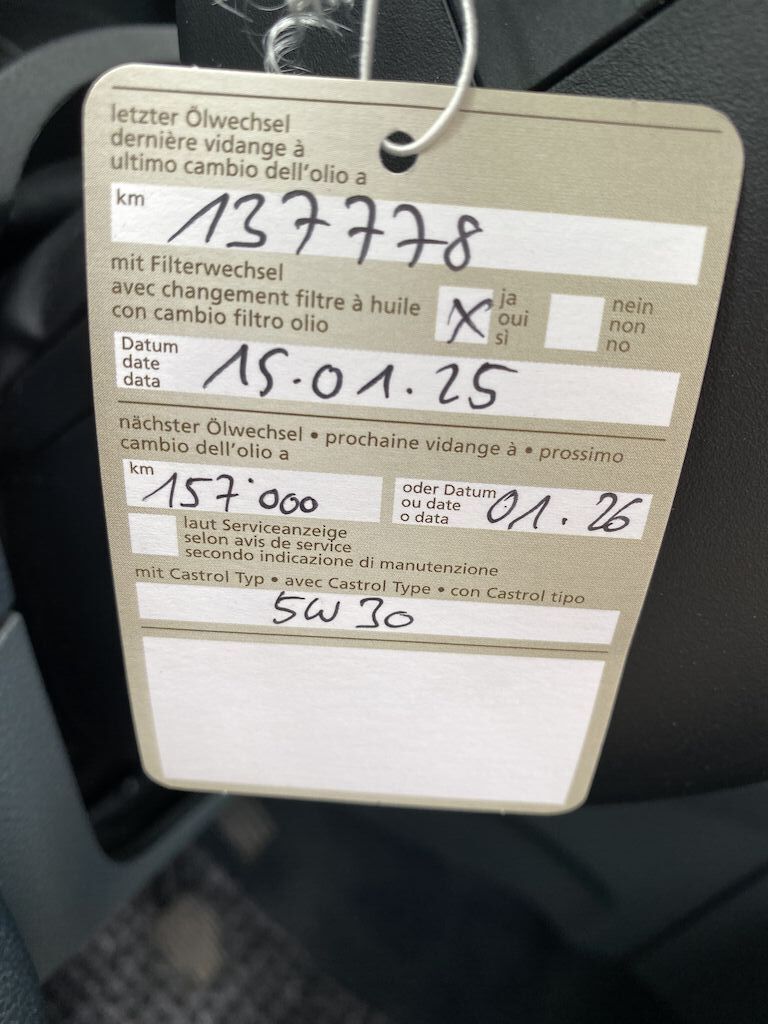 letzter Ölwechsel
dernière vidange à
ultimo cambio dell'olio a
km 137778
mit Filterwechsel
avec changement filtre à huile
con cambio filtro olio
X ja
oui
sì
nein
non
no
Datum
date
data
15.01.25
nächster Ölwechsel • prochaine vidange à • prossimo
cambio dell'olio a
km 157'000
oder Datum
ou date
o data
01.26
laut Serviceanzeige
selon avis de service
secondo indicazione di manutenzione
mit Castrol Typ • avec Castrol Type • con Castrol tipo
5W30